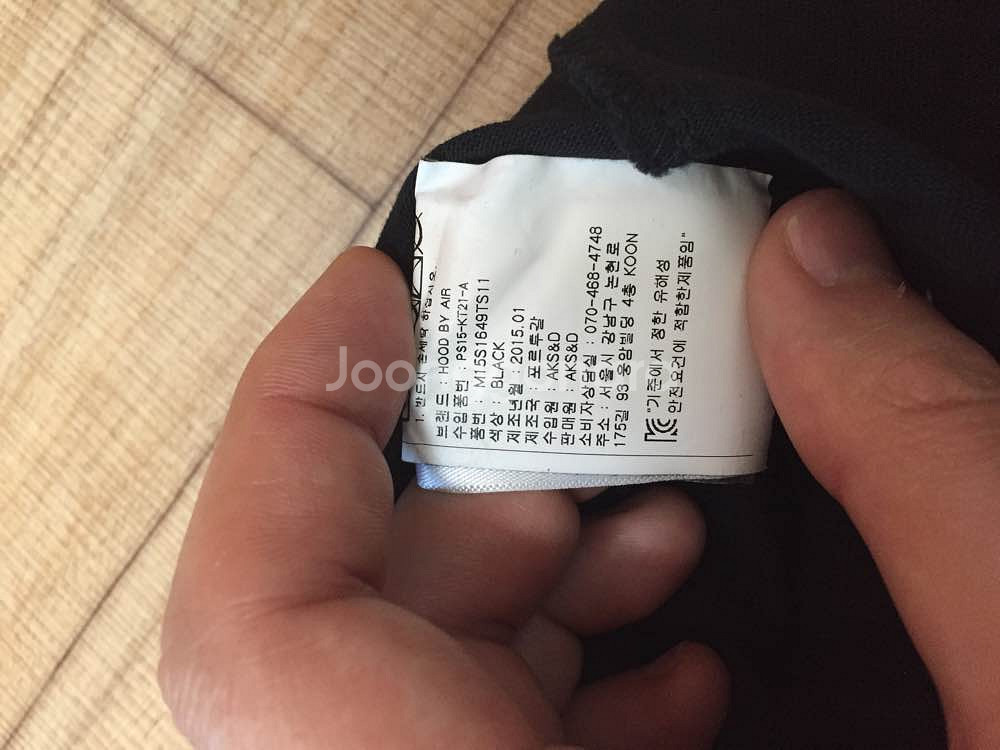 1. 반드시 손세탁 하십시오.
브랜드 : HOOD BY AIR
수입품번 : PS15-KT21-A
품번 : M15S1649TS11
색상 : BLACK
제조년월 : 2015.01
제조국 : 포르투갈
수입원 : AKS&D
판매원 : AKS&D
소비자상담실 : 070-468-4748
주소 : 서울시 강남구 논현로
175길 93 웅암빌딩 4층 KOON
"기준에서 정한 유해성
안전요건에 적합한제품임"